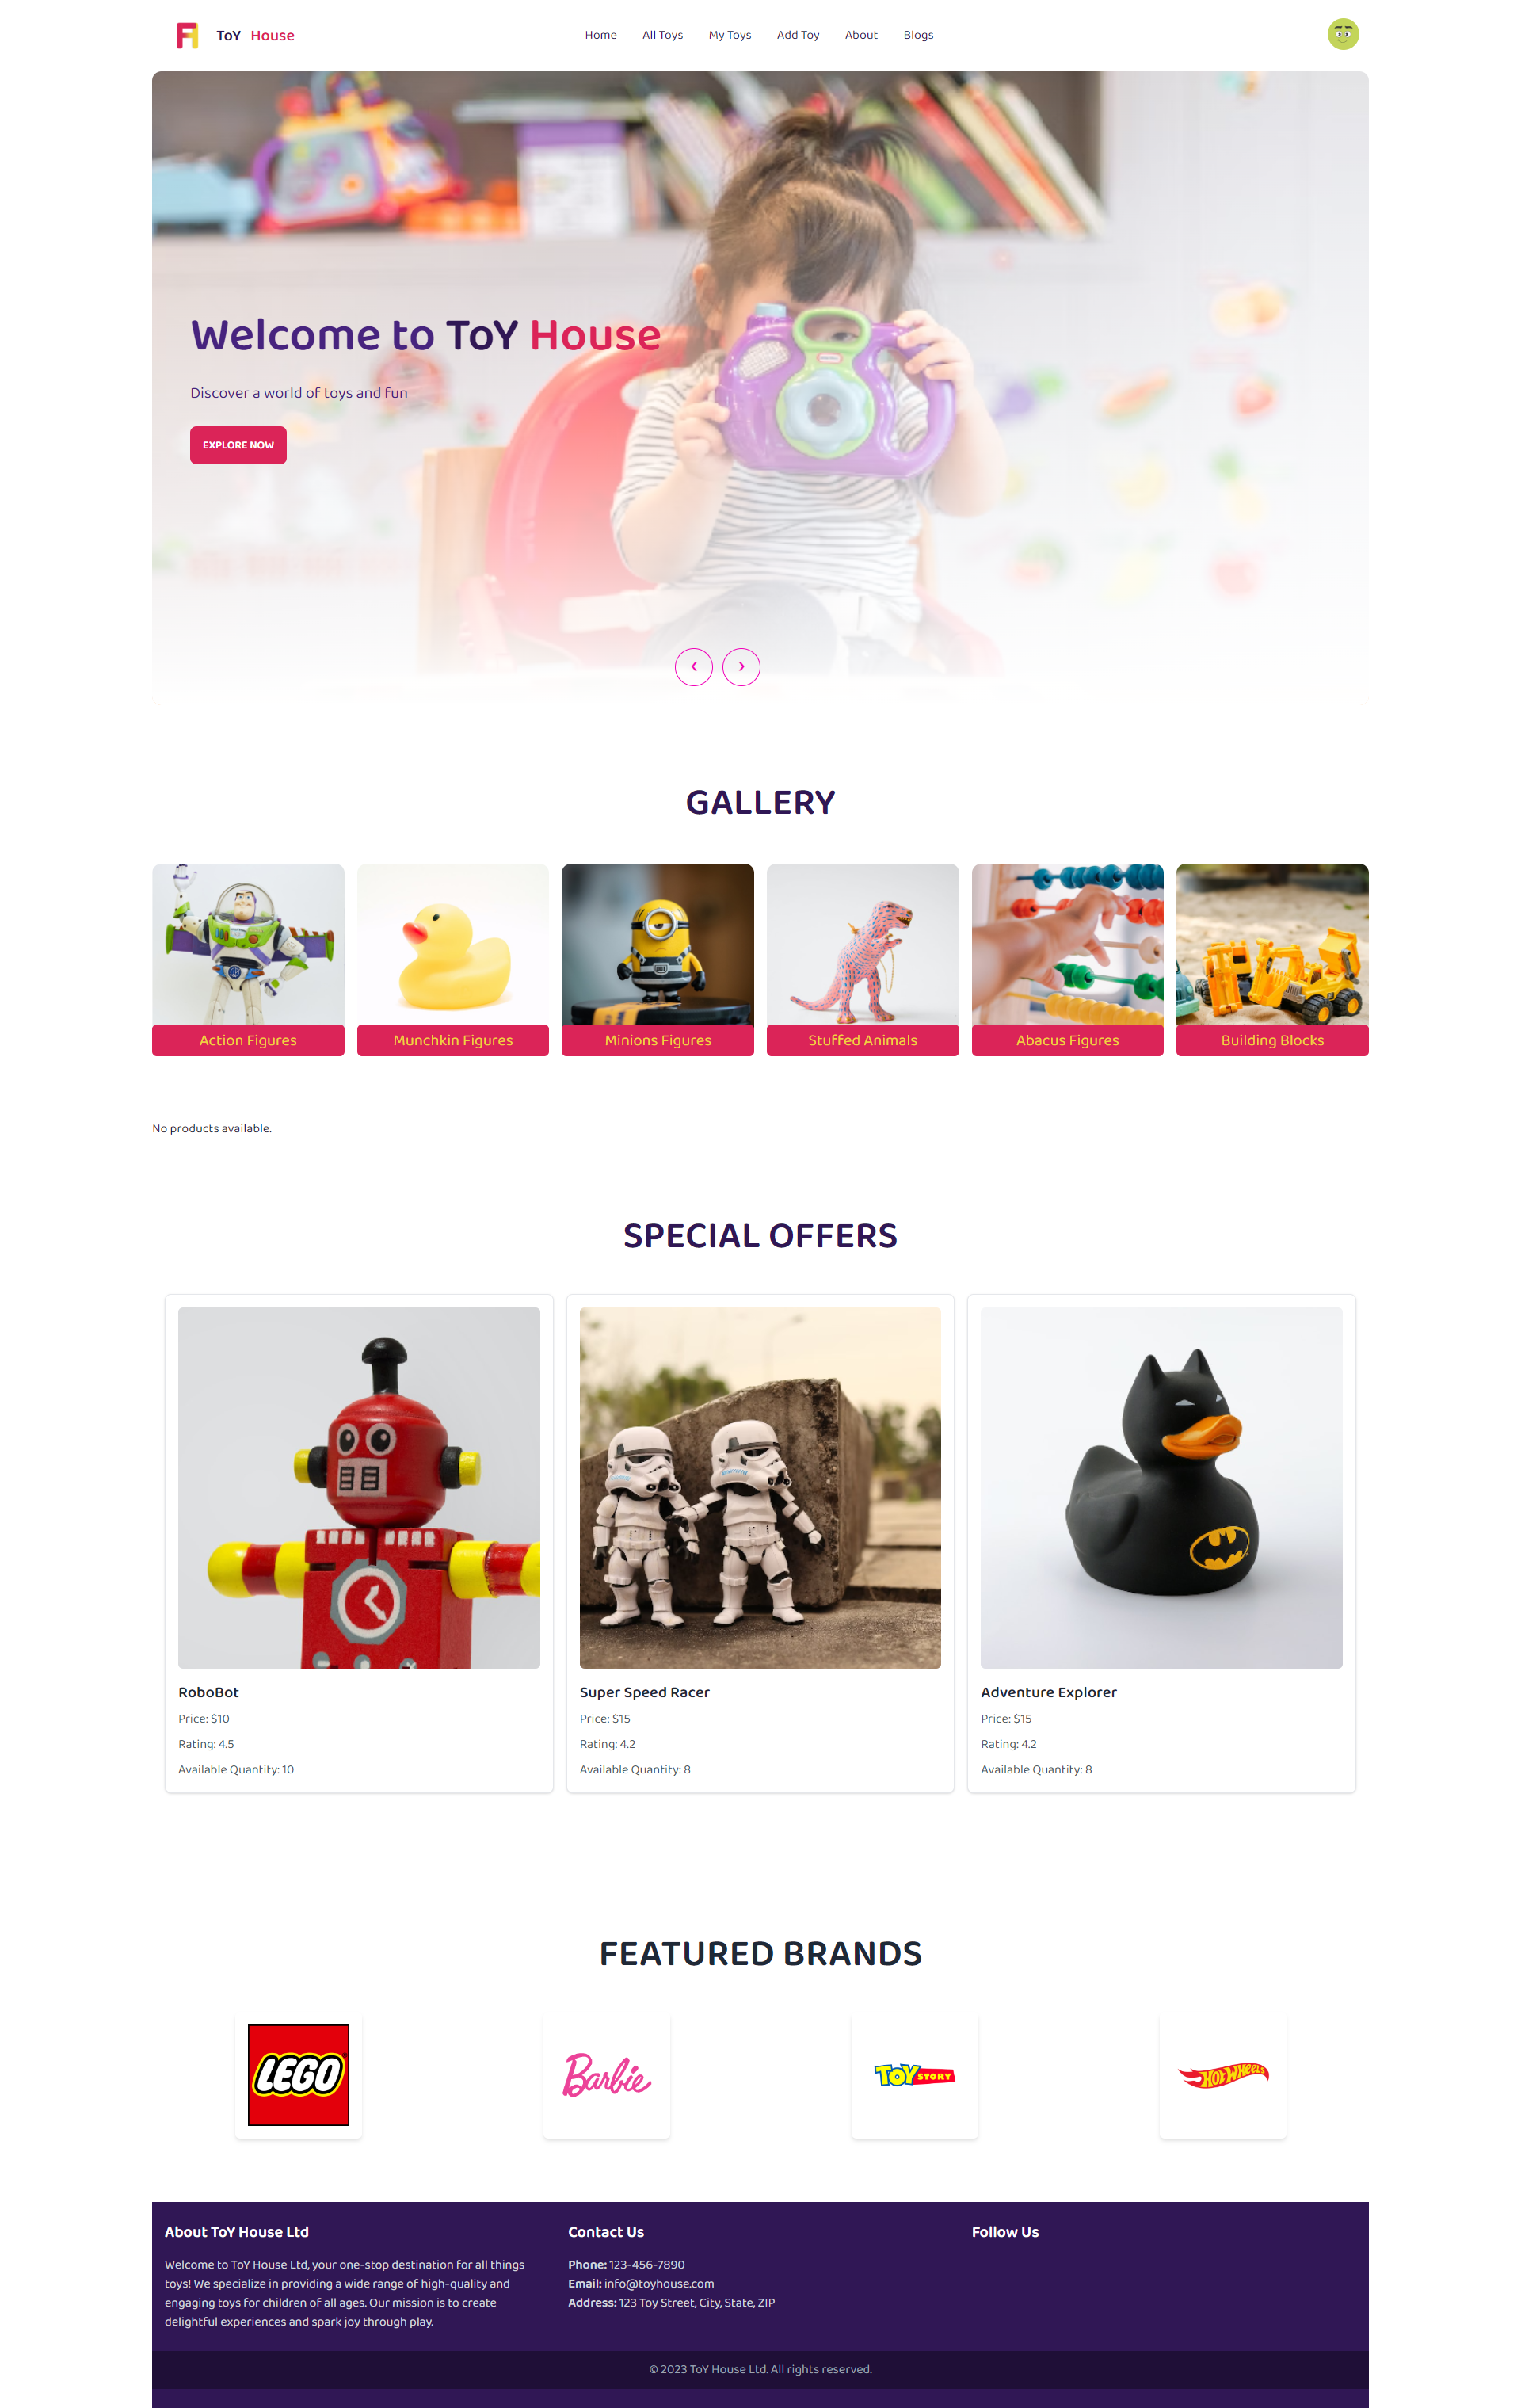 ToY House
Home All Toys My Toys Add Toy About Blogs
Welcome to ToY House
Discover a world of toys and fun
EXPLORE NOW
‹ ›
GALLERY
Action Figures
Munchkin Figures
Minions Figures
Stuffed Animals
Abacus Figures
Building Blocks
No products available.
SPECIAL OFFERS
RoboBot
Price: $10
Rating: 4.5
Available Quantity: 10
Super Speed Racer
Price: $15
Rating: 4.2
Available Quantity: 8
Adventure Explorer
Price: $15
Rating: 4.2
Available Quantity: 8
FEATURED BRANDS
LEGO
Barbie
TOY STORY
HOT WHEELS
About ToY House Ltd
Welcome to ToY House Ltd, your one-stop destination for all things
toys! We specialize in providing a wide range of high-quality and
engaging toys for children of all ages. Our mission is to create
delightful experiences and spark joy through play.
Contact Us
Phone: 123-456-7890
Email: info@toyhouse.com
Address: 123 Toy Street, City, State, ZIP
Follow Us
© 2023 ToY House Ltd. All rights reserved.